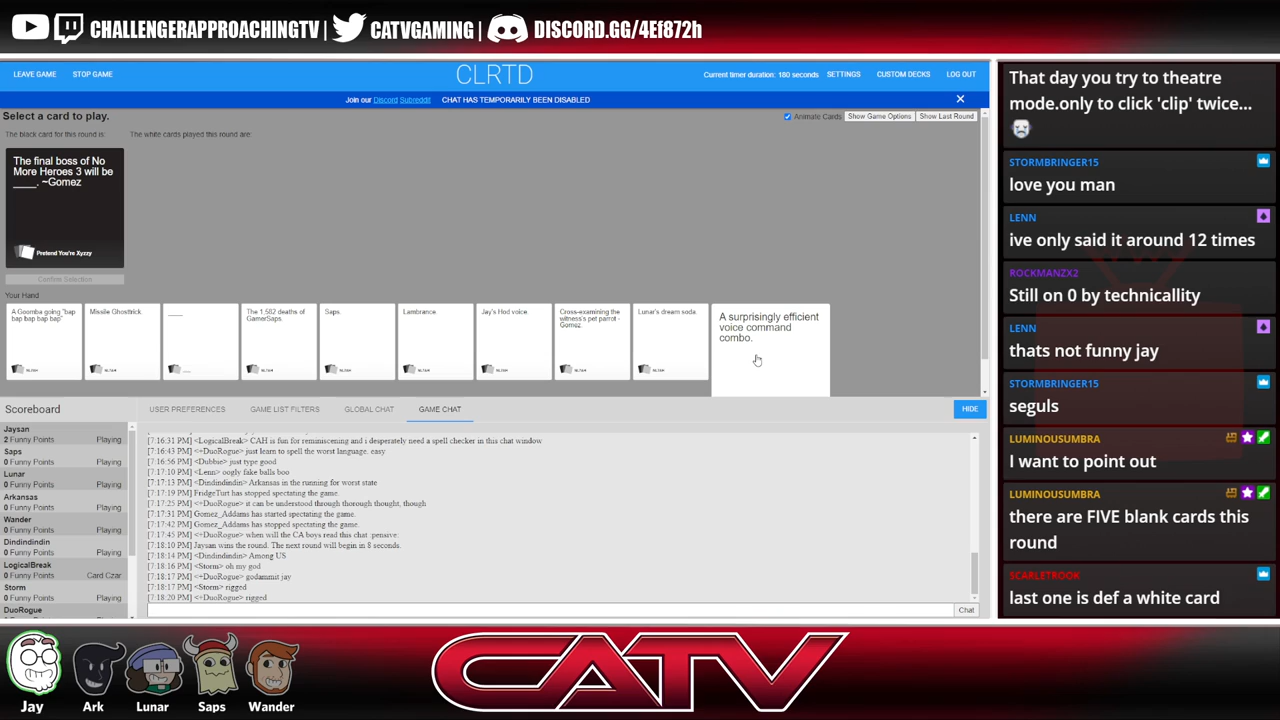 CHALLENGERAPPROACHINGTV | CATVGAMING | DISCORD.GG/4Ef872h
LEAVE GAME STOP GAME CLRTD Current timer duration: 180 seconds SETTINGS CUSTOM DECKS LOG OUT
Join our Discord Subreddit CHAT HAS TEMPORARILY BEEN DISABLED
Select a card to play. Animate Cards Show Game Options Show Last Round
The black card for this round is: The white cards played this round are:
The final boss of No
More Heroes 3 will be
____. ~Gomez
Pretend You're Xyzzy
Confirm Selection
Your Hand
A Goomba going "bap
bap bap bap bap"
Missile Ghosttrick.
____
The 1,582 deaths of
GamerSaps.
Saps.
Lambrance.
Jay's Hod voice.
Cross-examining the
witness's pet parrot -
Gomez.
Lunar's dream soda.
A surprisingly efficient
voice command
combo.
Scoreboard
Jaysan
2 Funny Points Playing
Saps
0 Funny Points Playing
Lunar
0 Funny Points Playing
Arkansas
0 Funny Points Playing
Wander
0 Funny Points Playing
Dindindindin
0 Funny Points Playing
LogicalBreak
0 Funny Points Card Czar
Storm
0 Funny Points Playing
DuoRogue
USER PREFERENCES GAME LIST FILTERS GLOBAL CHAT GAME CHAT HIDE
[7:16:31 PM] <LogicalBreak> CAH is fun for reminiscening and i desperately need a spell checker in this chat window
[7:16:43 PM] <+DuoRogue> just learn to spell the worst language. easy
[7:16:56 PM] <Dubbie> just type good
[7:17:10 PM] <Lenn> oogly fake balls boo
[7:17:13 PM] <Dindindindin> Arkansas in the running for worst state
[7:17:19 PM] FridgeTurt has stopped spectating the game.
[7:17:25 PM] <+DuoRogue> it can be understood through thorough thought, though
[7:17:31 PM] Gomez_Addams has started spectating the game.
[7:17:42 PM] Gomez_Addams has stopped spectating the game.
[7:17:45 PM] <+DuoRogue> when will the CA boys read this chat :pensive:
[7:18:10 PM] Jaysan wins the round. The next round will begin in 8 seconds.
[7:18:14 PM] <Dindindindin> Among US
[7:18:16 PM] <Storm> oh my god
[7:18:17 PM] <+DuoRogue> godammit jay
[7:18:17 PM] <Storm> rigged
[7:18:20 PM] <+DuoRogue> rigged
Chat
That day you try to theatre
mode.only to click 'clip' twice...
STORMBRINGER15
love you man
LENN
ive only said it around 12 times
ROCKMANZX2
Still on 0 by technicallity
LENN
thats not funny jay
STORMBRINGER15
seguls
LUMINOUSUMBRA
I want to point out
LUMINOUSUMBRA
there are FIVE blank cards this
round
SCARLETROOK
last one is def a white card
Jay Ark Lunar Saps Wander
CATV